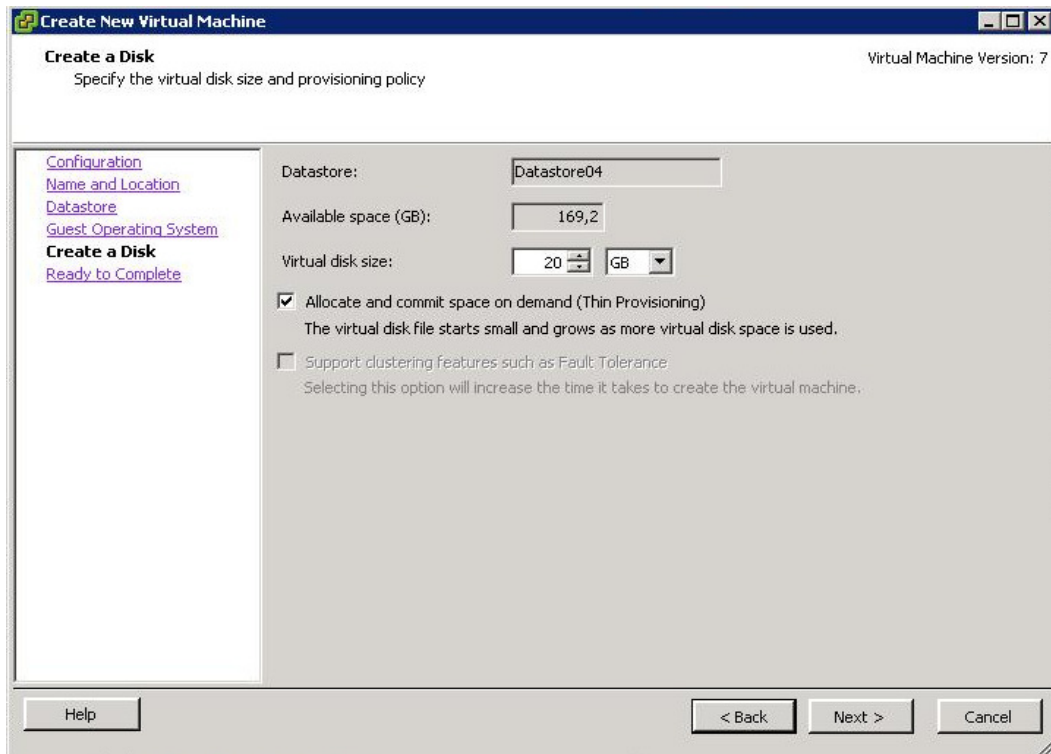 Create New Virtual Machine
Create a Disk
Specify the virtual disk size and provisioning policy
Virtual Machine Version: 7
Configuration
Name and Location
Datastore
Guest Operating System
Create a Disk
Ready to Complete
Datastore: Datastore04
Available space (GB): 169,2
Virtual disk size: 20 GB
Allocate and commit space on demand (Thin Provisioning)
The virtual disk file starts small and grows as more virtual disk space is used.
Support clustering features such as Fault Tolerance
Selecting this option will increase the time it takes to create the virtual machine.
Help
< Back
Next >
Cancel